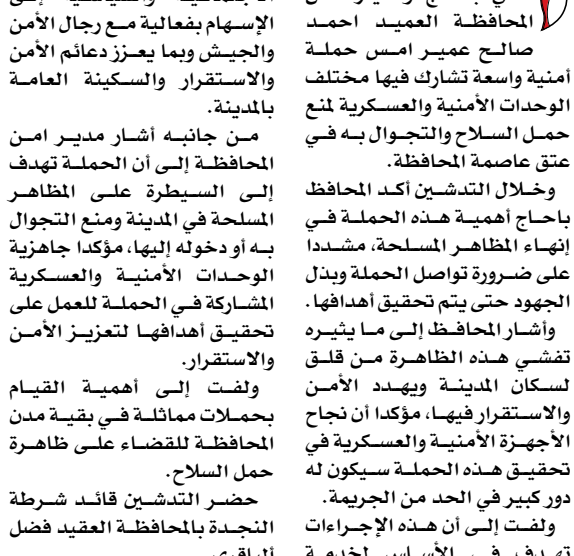 المحافظة العميد احمد
صالح عمير امس حملة
أمنية واسعة تشارك فيها مختلف
الوحدات الأمنية والعسكرية لمنع
حمل السلاح والتجوال به في
عتق عاصمة المحافظة.
وخلال التدشين أكد المحافظ
باحاج أهمية هذه الحملة في
إنهاء المظاهر المسلحة، مشددا
على ضرورة تواصل الحملة وبذل
الجهود حتى يتم تحقيق أهدافها.
وأشار المحافظ إلى ما يثيره
تفشي هذه الظاهرة من قلق
لسكان المدينة ويهدد الأمن
والاستقرار فيها، مؤكدا أن نجاح
الأجهزة الأمنية والعسكرية في
تحقيق هذه الحملة سيكون له
دور كبير في الحد من الجريمة.
ولفت إلى أن هذه الإجراءات
تهدف في الأساس لخدمة
الإسهام بفعالية مع رجال الأمن
والجيش وبما يعزز دعائم الأمن
والاستقرار والسكينة العامة
بالمدينة.
من جانبه أشار مدير امن
المحافظة إلى أن الحملة تهدف
إلى السيطرة على المظاهر
المسلحة في المدينة ومنع التجوال
به أو دخوله إليها، مؤكدا جاهزية
الوحدات الأمنية والعسكرية
المشاركة في الحملة للعمل على
تحقيق أهدافها لتعزيز الأمن
والاستقرار.
ولفت إلى أهمية القيام
بحملات مماثلة في بقية مدن
المحافظة للقضاء على ظاهرة
حمل السلاح.
حضر التدشين قائد شرطة
النجدة بالمحافظة العقيد فضل